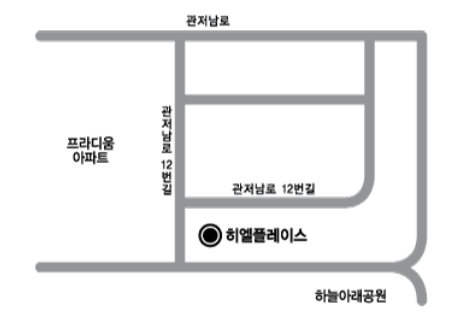 관저남로
프라디움
아파트
관저남로 12번길
관저남로 12번길
히엘플레이스
하늘아래공원